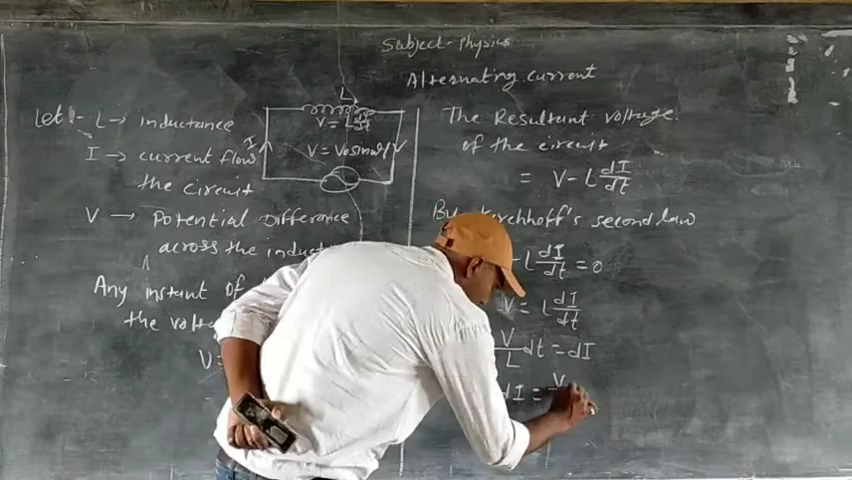 Subject - Physics
Alternating current
Let :- L → inductance
I → current flow
the circuit
V → Potential Difference
across the induct
Any instant of
the volt
V =
L
V = L dI/dt
I
V = V₀ sin ωt
The Resultant voltage
of the circuit
= V - L dI/dt
By Kirchhoff's second law
- L dI/dt = 0
V = L dI/dt
V/L dt = dI
dI = V